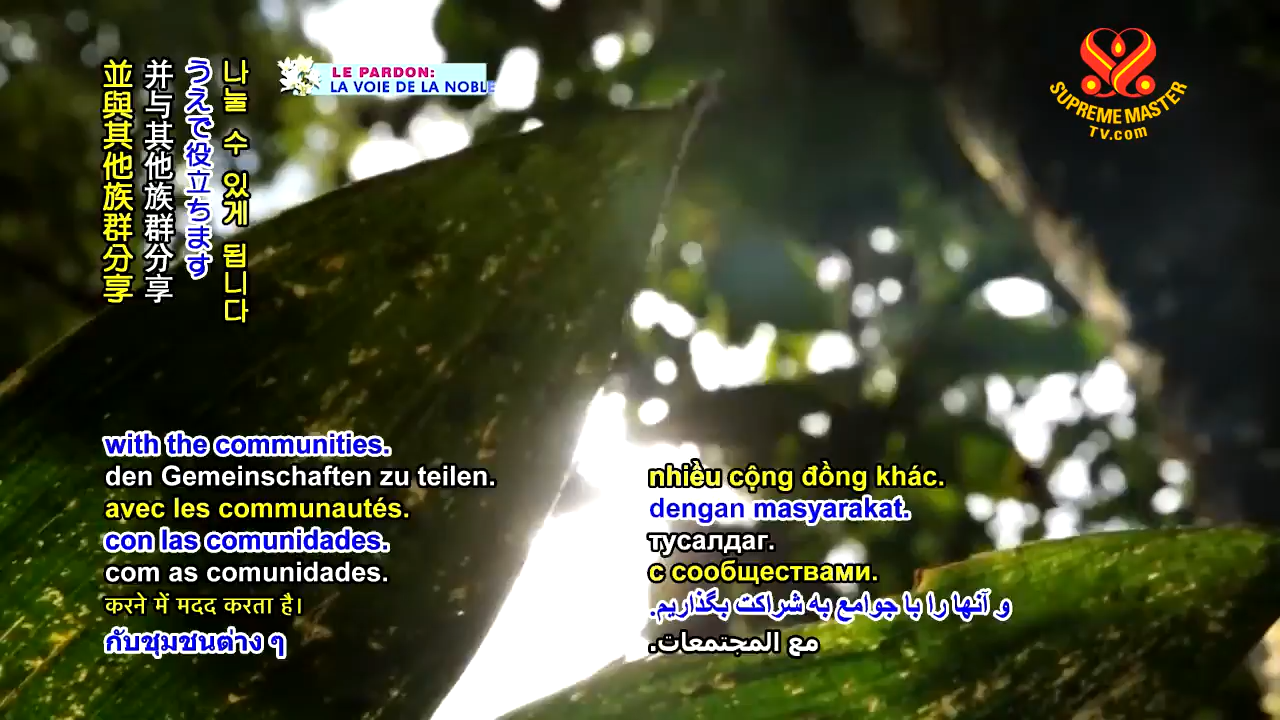 나눌 수 있게 됩니다
うえで役立ちます
并与其他族群分享
並與其他族群分享
LE PARDON:
LA VOIE DE LA NOBLE
SUPREME MASTER
TV.com
with the communities.
den Gemeinschaften zu teilen.
avec les communautés.
con las comunidades.
com as comunidades.
करने में मदद करता है।
กับชุมชนต่าง ๆ
nhiều cộng đồng khác.
dengan masyarakat.
тусалдаг.
с сообществами.
و آنها را با جوامع به شراکت بگذاریم.
مع المجتمعات.